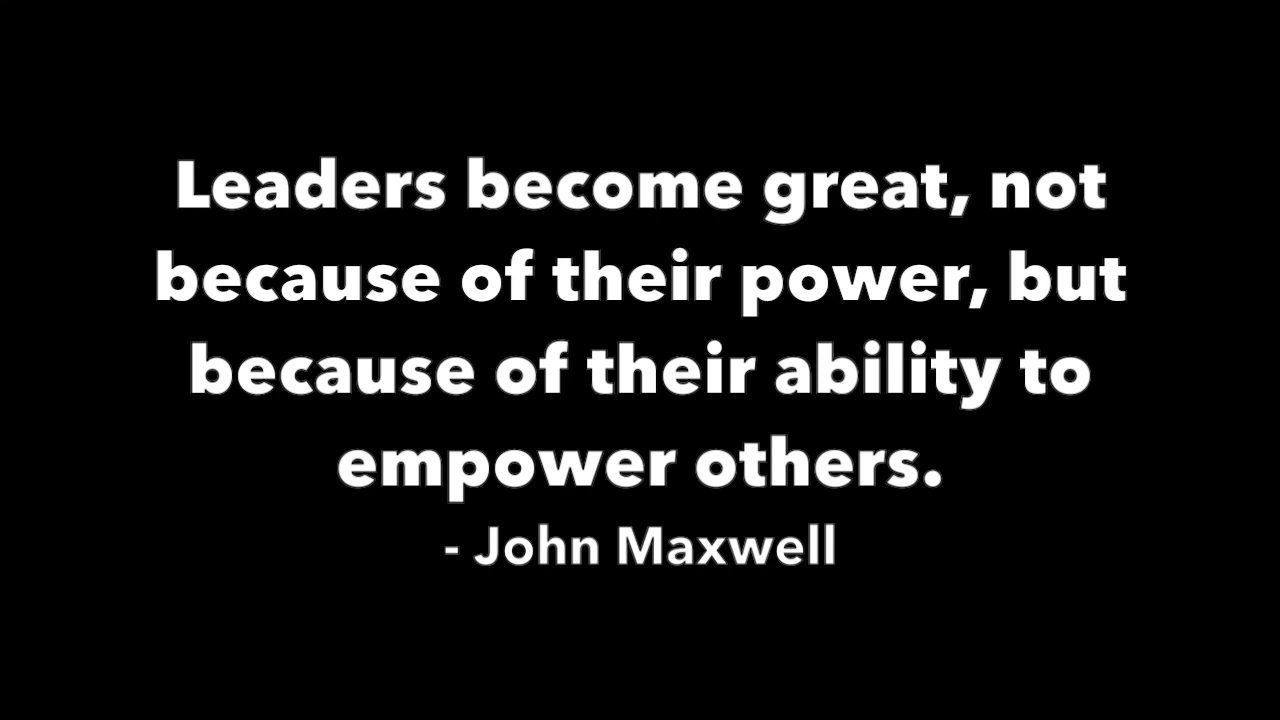 Leaders become great, not
because of their power, but
because of their ability to
empower others.
- John Maxwell